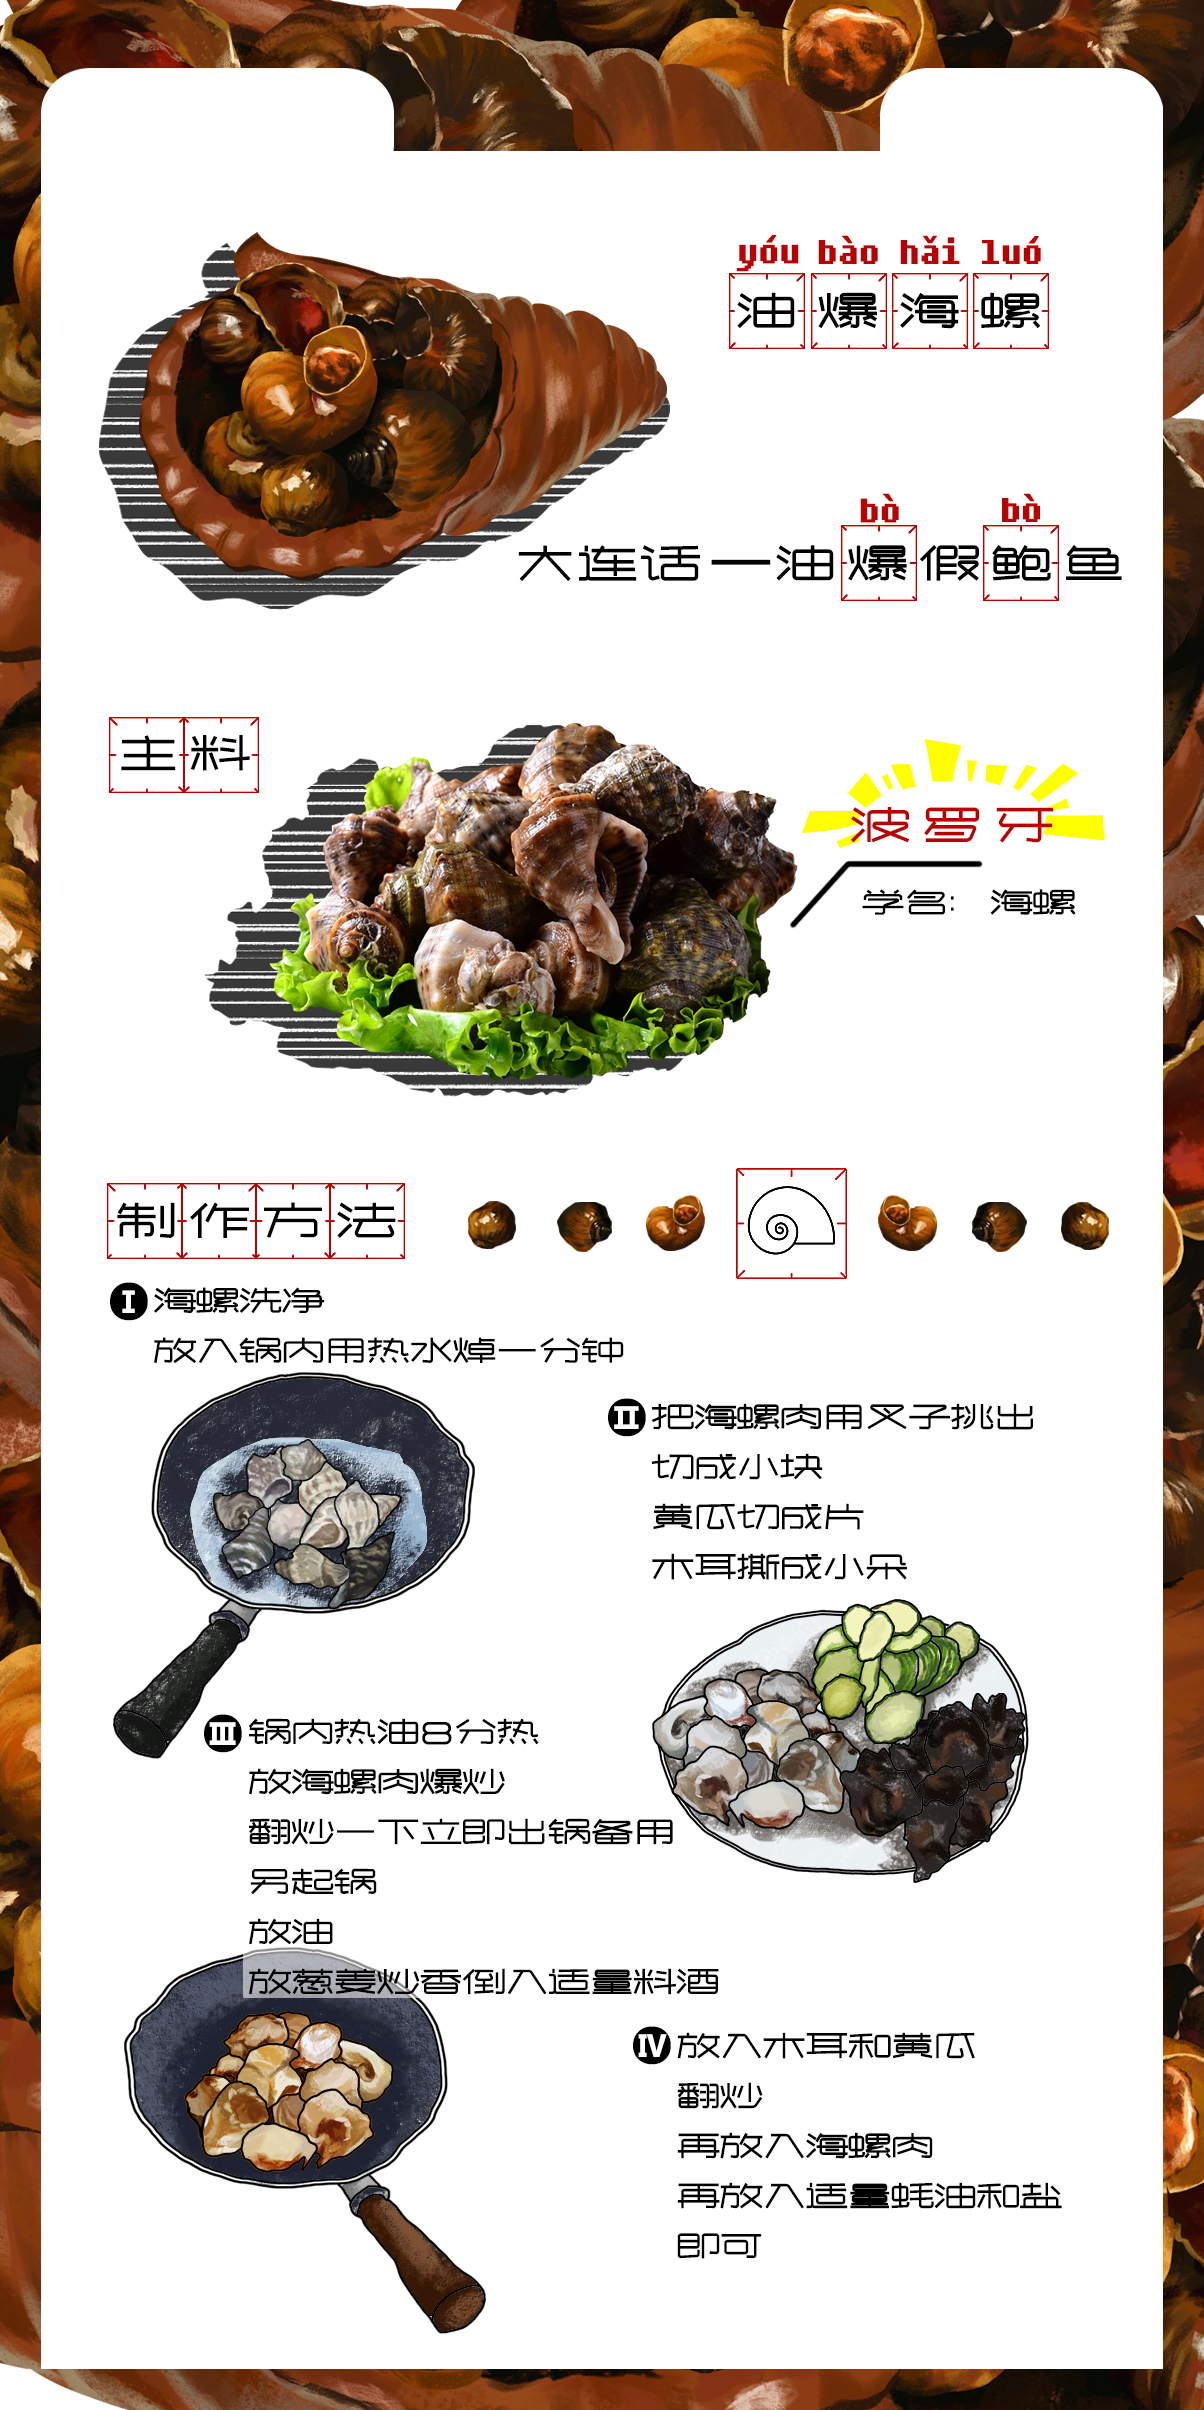 yóu bào hǎi luó
油爆海螺
bò bò
大连话一油爆假鲍鱼
主料
波罗牙
学名： 海螺
制作方法
I 海螺洗净
放入锅内用热水焯一分钟
II 把海螺肉用叉子挑出
切成小块
黄瓜切成片
木耳撕成小朵
III 锅内热油8分热
放海螺肉爆炒
翻炒一下立即出锅备用
另起锅
放油
放葱姜炒香倒入适量料酒
IV 放入木耳和黄瓜
翻炒
再放入海螺肉
再放入适量蚝油和盐
即可